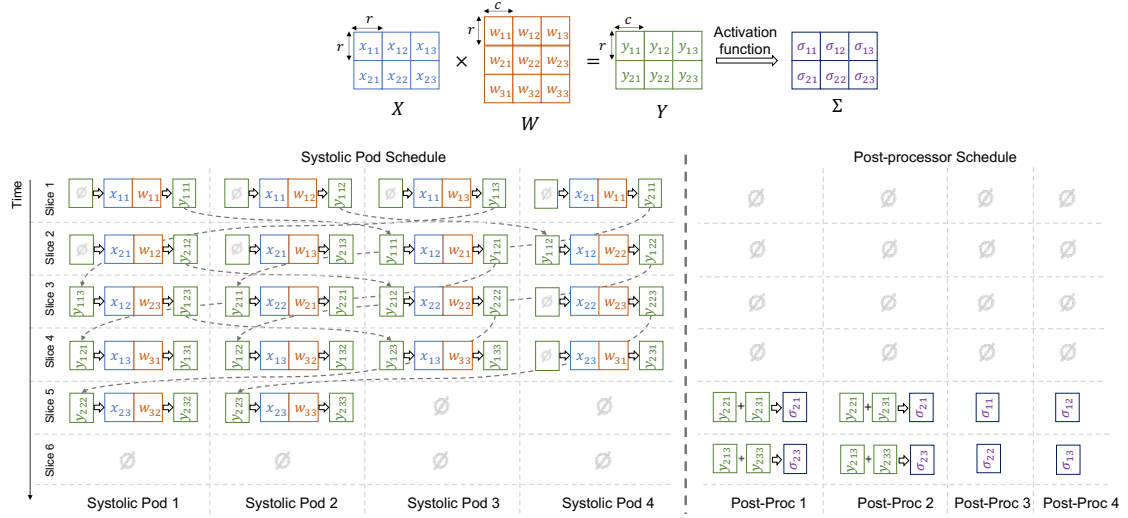 r c
r x11 x12 x13 r w11 w12 w13 c
x21 x22 x23 × w21 w22 w23 = r y11 y12 y13 Activation function σ11 σ12 σ13
w31 w32 w33 y21 y22 y23 σ21 σ22 σ23
X W Y Σ
Systolic Pod Schedule Post-processor Schedule
Time
Slice 1 ∅ x11 w11 y111 ∅ x11 w12 y112 ∅ x11 w13 y113 ∅ x21 w11 y211 ∅ ∅ ∅ ∅
Slice 2 ∅ x21 w12 y212 ∅ x21 w13 y213 y111 x12 w21 y121 y112 x12 w22 y122 ∅ ∅ ∅ ∅
Slice 3 y113 x12 w23 y123 y211 x22 w21 y221 y212 x22 w22 y222 ∅ x22 w23 y223 ∅ ∅ ∅ ∅
Slice 4 y121 x13 w31 y131 y122 x13 w32 y132 y123 x13 w33 y133 ∅ x23 w31 y231 ∅ ∅ ∅ ∅
Slice 5 y222 x23 w32 y232 y223 x23 w33 y233 ∅ ∅ y221 + y231 σ21 y221 + y231 σ21 σ11 σ12
Slice 6 ∅ ∅ ∅ ∅ y213 + y233 σ23 y213 + y233 σ23 σ22 σ13
Systolic Pod 1 Systolic Pod 2 Systolic Pod 3 Systolic Pod 4 Post-Proc 1 Post-Proc 2 Post-Proc 3 Post-Proc 4